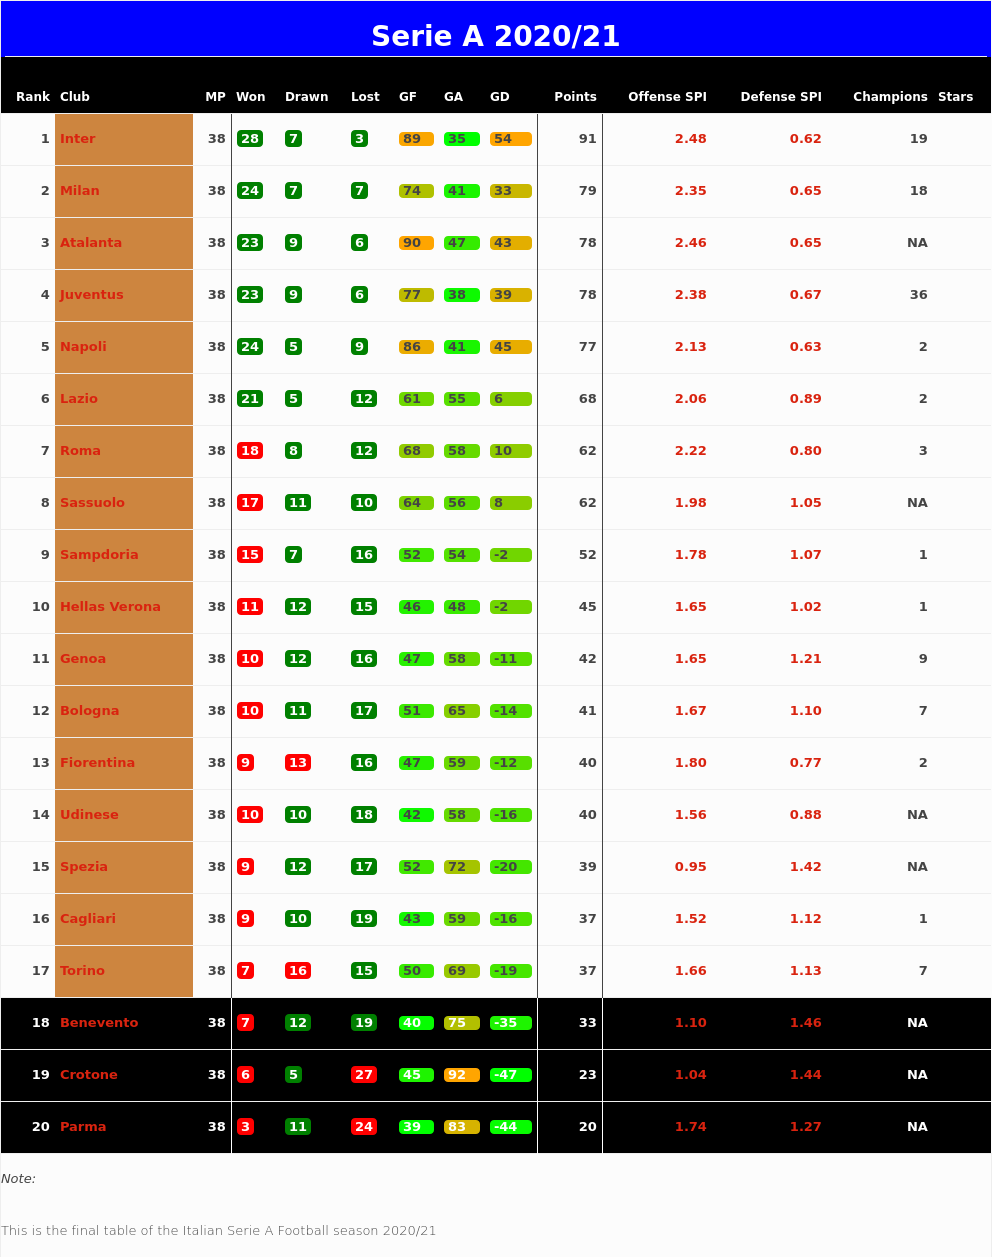 Serie A 2020/21
Rank Club MP Won Drawn Lost GF GA GD Points Offense SPI Defense SPI Champions Stars
1 Inter 38 28 7 3 89 35 54 91 2.48 0.62 19
2 Milan 38 24 7 7 74 41 33 79 2.35 0.65 18
3 Atalanta 38 23 9 6 90 47 43 78 2.46 0.65 NA
4 Juventus 38 23 9 6 77 38 39 78 2.38 0.67 36
5 Napoli 38 24 5 9 86 41 45 77 2.13 0.63 2
6 Lazio 38 21 5 12 61 55 6 68 2.06 0.89 2
7 Roma 38 18 8 12 68 58 10 62 2.22 0.80 3
8 Sassuolo 38 17 11 10 64 56 8 62 1.98 1.05 NA
9 Sampdoria 38 15 7 16 52 54 -2 52 1.78 1.07 1
10 Hellas Verona 38 11 12 15 46 48 -2 45 1.65 1.02 1
11 Genoa 38 10 12 16 47 58 -11 42 1.65 1.21 9
12 Bologna 38 10 11 17 51 65 -14 41 1.67 1.10 7
13 Fiorentina 38 9 13 16 47 59 -12 40 1.80 0.77 2
14 Udinese 38 10 10 18 42 58 -16 40 1.56 0.88 NA
15 Spezia 38 9 12 17 52 72 -20 39 0.95 1.42 NA
16 Cagliari 38 9 10 19 43 59 -16 37 1.52 1.12 1
17 Torino 38 7 16 15 50 69 -19 37 1.66 1.13 7
18 Benevento 38 7 12 19 40 75 -35 33 1.10 1.46 NA
19 Crotone 38 6 5 27 45 92 -47 23 1.04 1.44 NA
20 Parma 38 3 11 24 39 83 -44 20 1.74 1.27 NA
Note:
This is the final table of the Italian Serie A Football season 2020/21